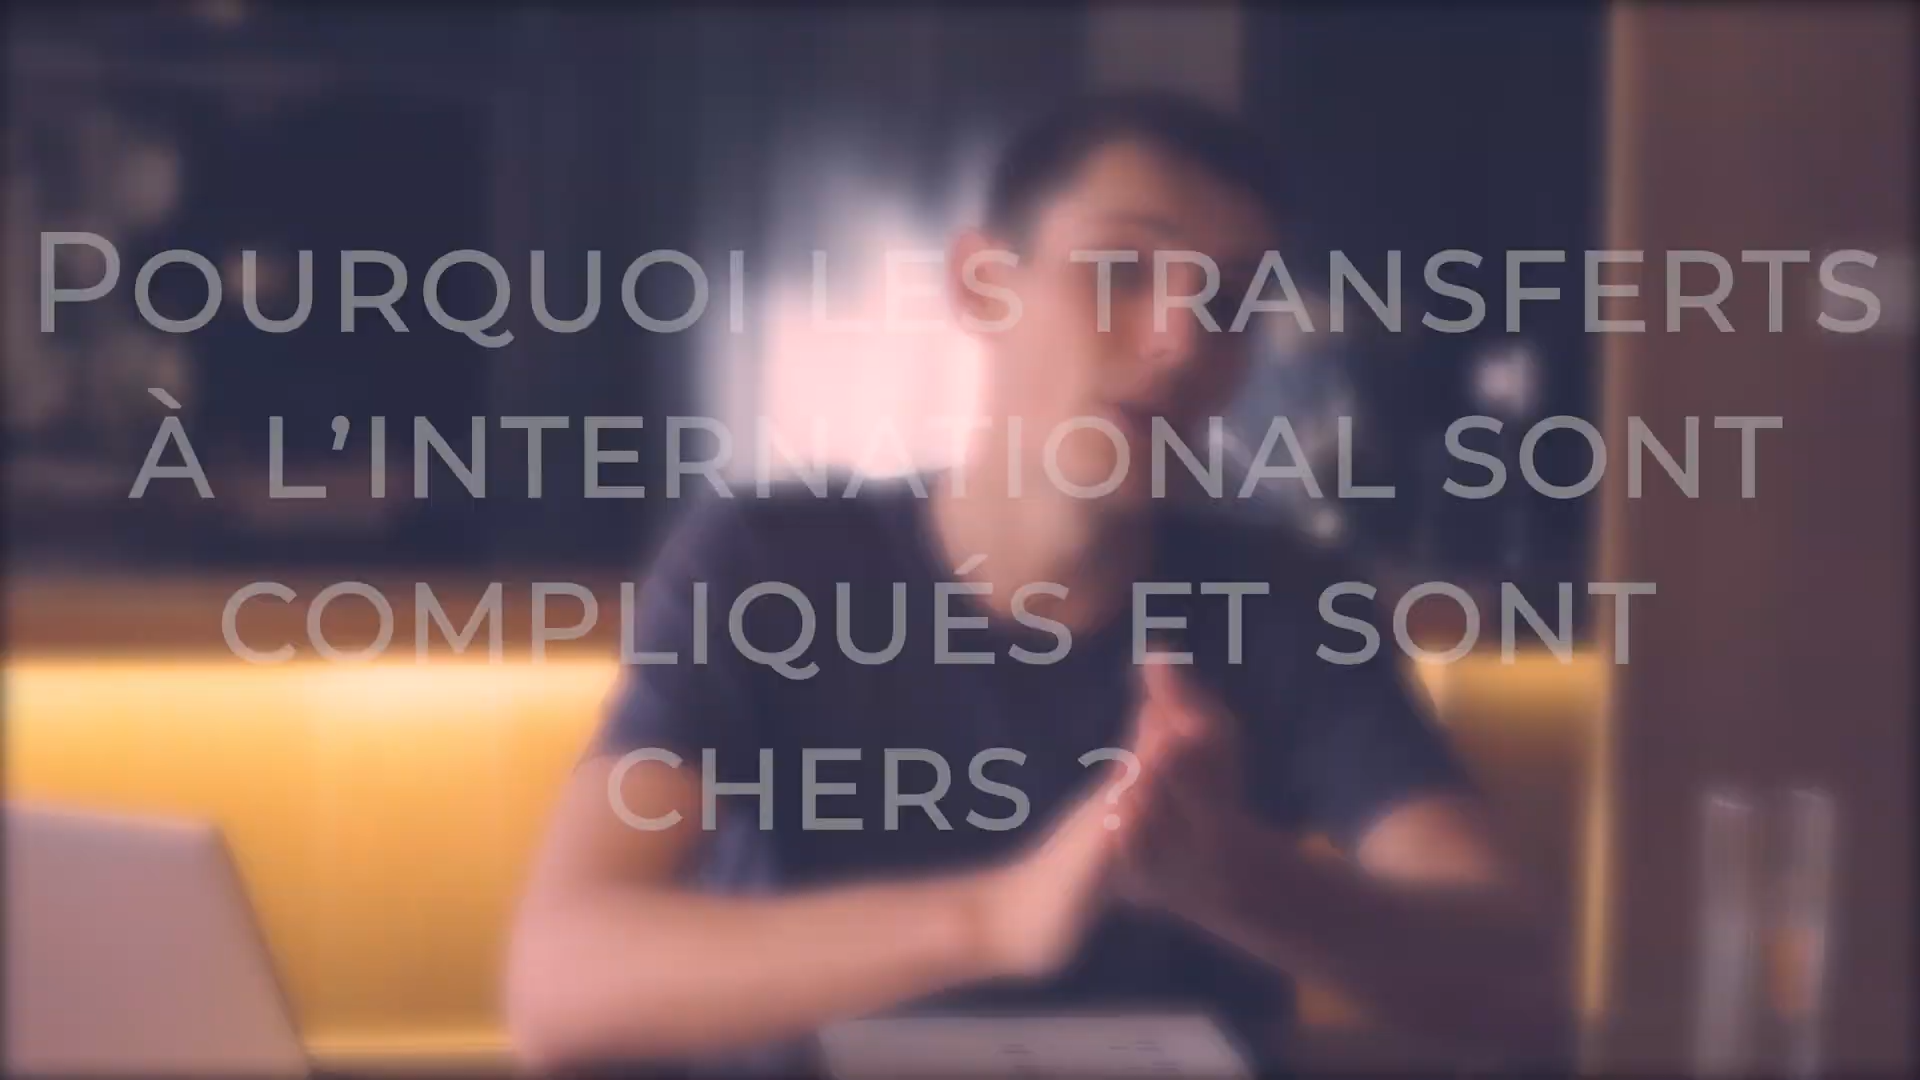 Pourquoi les transferts
à l’international sont
compliqués et sont
chers ?